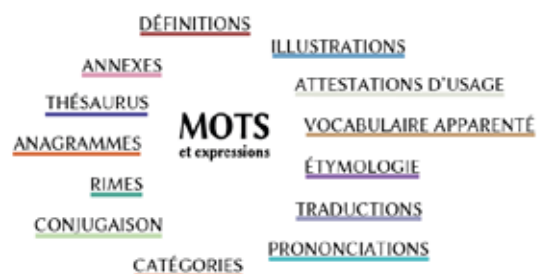 DÉFINITIONS
ILLUSTRATIONS
ANNEXES
ATTESTATIONS D'USAGE
THÉSAURUS
MOTS
et expressions
VOCABULAIRE APPARENTÉ
ANAGRAMMES
ÉTYMOLOGIE
RIMES
TRADUCTIONS
CONJUGAISON
PRONONCIATIONS
CATÉGORIES